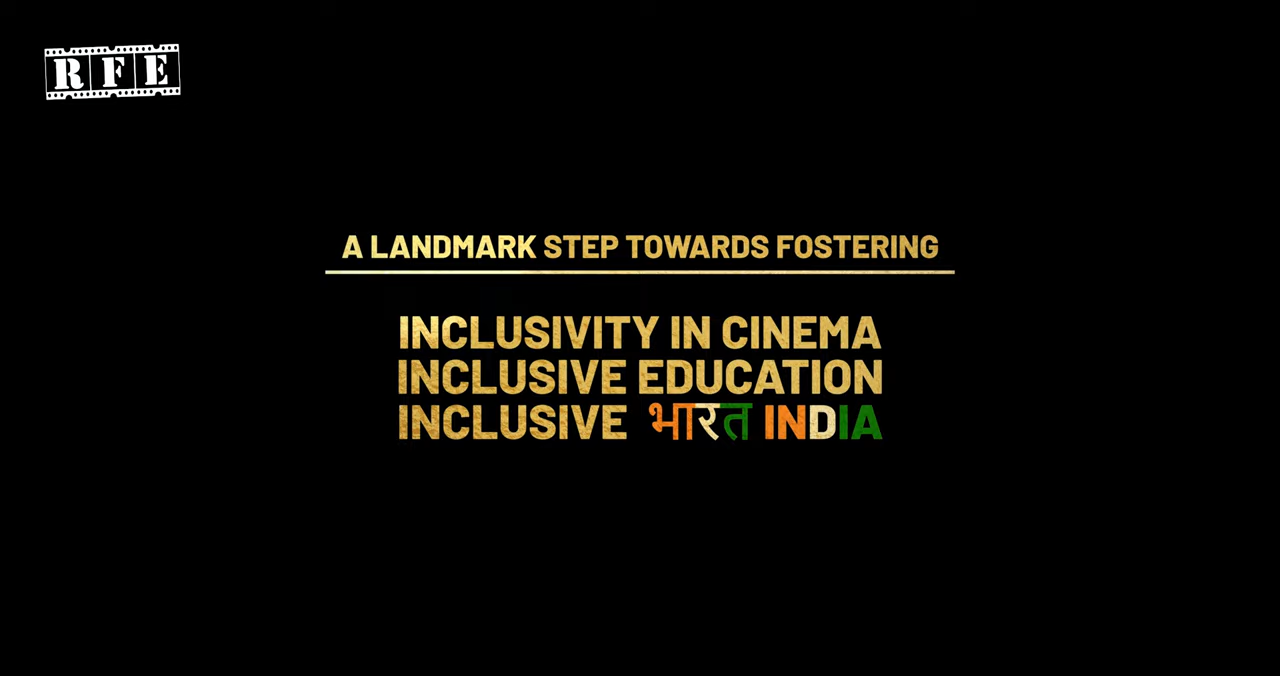 RFE
A LANDMARK STEP TOWARDS FOSTERING
INCLUSIVITY IN CINEMA
INCLUSIVE EDUCATION
INCLUSIVE भारत INDIA